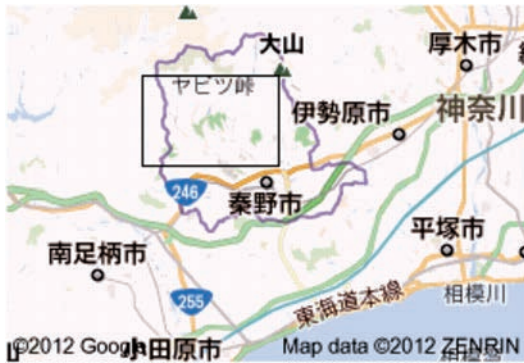 大山
厚木市
ヤビツ峠
伊勢原市
神奈川
246
秦野市
南足柄市
平塚市
255
東海道本線
相模川
©2012 Google
小田原市
Map data ©2012 ZENRIN